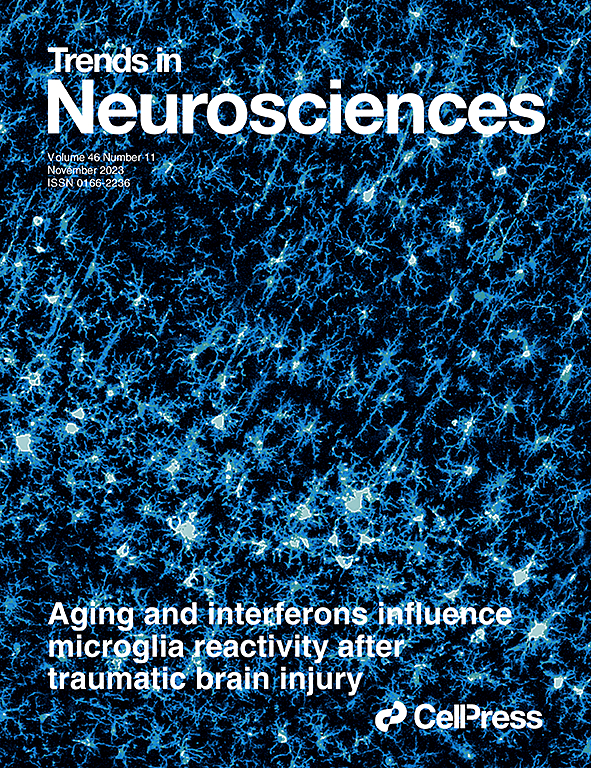 Trends in
Neurosciences
Volume 46 Number 11
November 2023
ISSN 0166-2236
Aging and interferons influence
microglia reactivity after
traumatic brain injury
CellPress